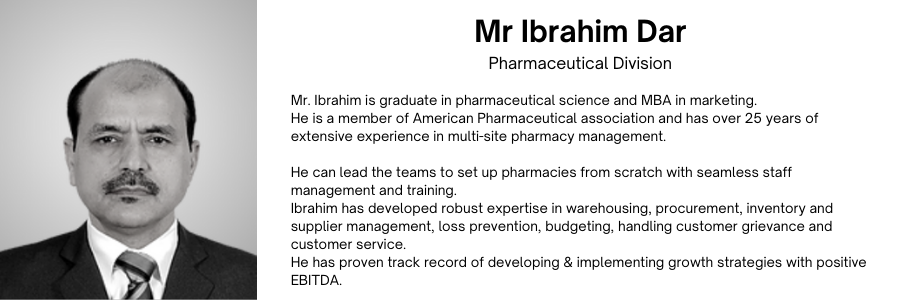 Mr Ibrahim Dar
Pharmaceutical Division
Mr. Ibrahim is graduate in pharmaceutical science and MBA in marketing.
He is a member of American Pharmaceutical association and has over 25 years of
extensive experience in multi-site pharmacy management.
He can lead the teams to set up pharmacies from scratch with seamless staff
management and training.
Ibrahim has developed robust expertise in warehousing, procurement, inventory and
supplier management, loss prevention, budgeting, handling customer grievance and
customer service.
He has proven track record of developing & implementing growth strategies with positive
EBITDA.